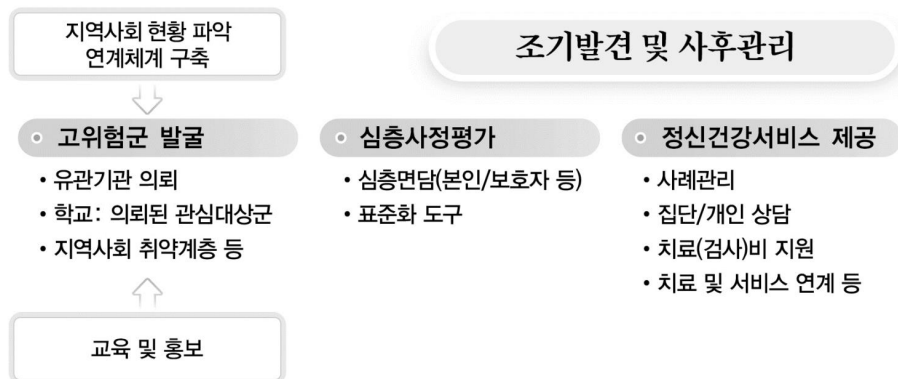 지역사회 현황 파악
연계체계 구축
조기발견 및 사후관리
고위험군 발굴
• 유관기관 의뢰
• 학교: 의뢰된 관심대상군
• 지역사회 취약계층 등
심층사정평가
• 심층면담(본인/보호자 등)
• 표준화 도구
정신건강서비스 제공
• 사례관리
• 집단/개인 상담
• 치료(검사)비 지원
• 치료 및 서비스 연계 등
교육 및 홍보